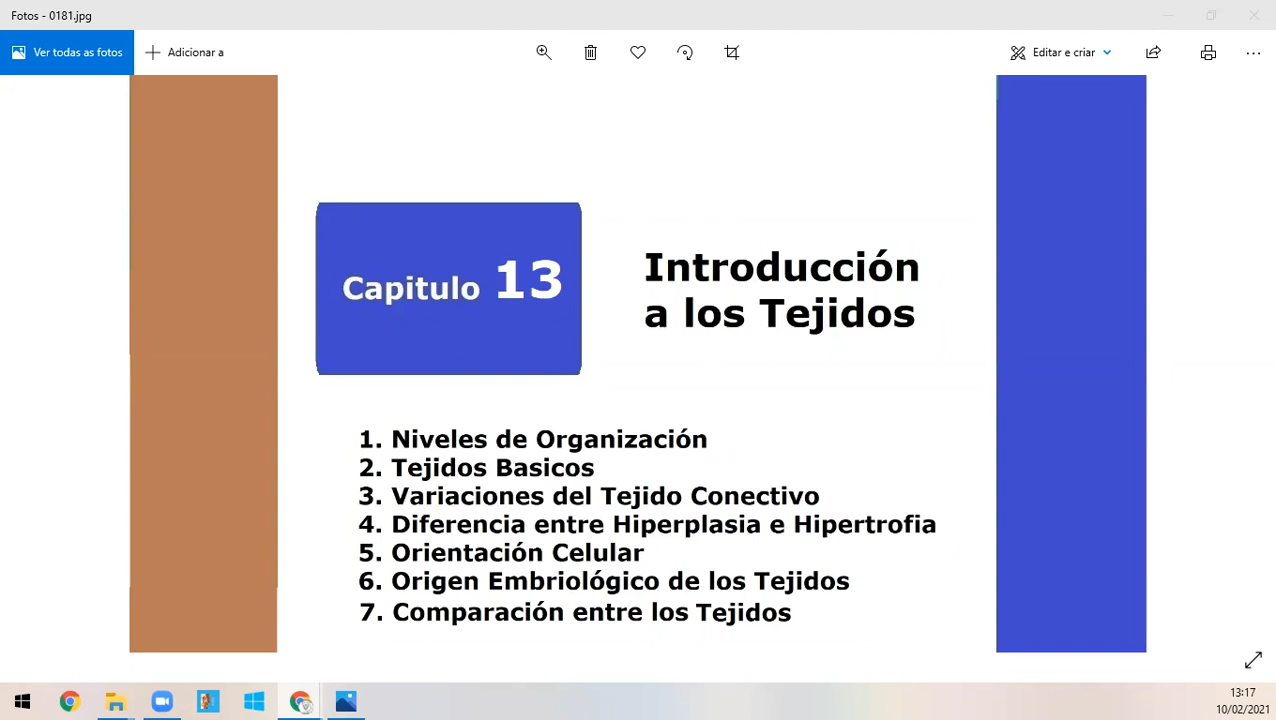 Fotos - 0181.jpg
Ver todas as fotos
Adicionar a
Editar e criar
Capitulo 13
Introducción
a los Tejidos
1. Niveles de Organización
2. Tejidos Basicos
3. Variaciones del Tejido Conectivo
4. Diferencia entre Hiperplasia e Hipertrofia
5. Orientación Celular
6. Origen Embriológico de los Tejidos
7. Comparación entre los Tejidos
13:17
10/02/2021